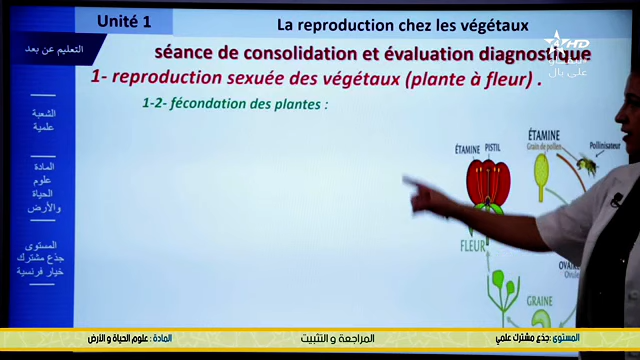 Unité 1
La reproduction chez les végétaux
التعليم عن بعد
séance de consolidation et évaluation diagnostique
1- reproduction sexuée des végétaux (plante à fleur) .
1-2- fécondation des plantes :
HD
على بال
الشعبة
علمية
المادة
علوم
الحياة
والأرض
المستوى
جذع مشترك
خيار فرنسية
ÉTAMINE
PISTIL
ÉTAMINE
Grain de pollen
Pollinisateur
FLEUR
GRAINE
المستوى :جذع مشترك علمي
المراجعة و التثبيت
المادة : علوم الحياة و الأرض